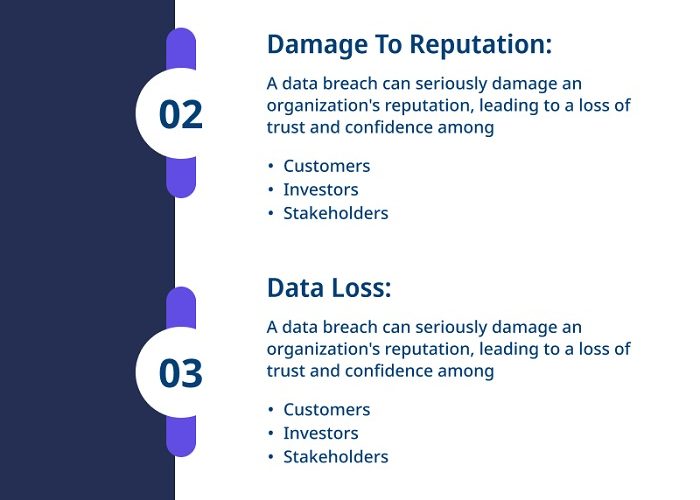 02
Damage To Reputation:
A data breach can seriously damage an
organization's reputation, leading to a loss of
trust and confidence among
• Customers
• Investors
• Stakeholders
03
Data Loss:
A data breach can seriously damage an
organization's reputation, leading to a loss of
trust and confidence among
• Customers
• Investors
• Stakeholders